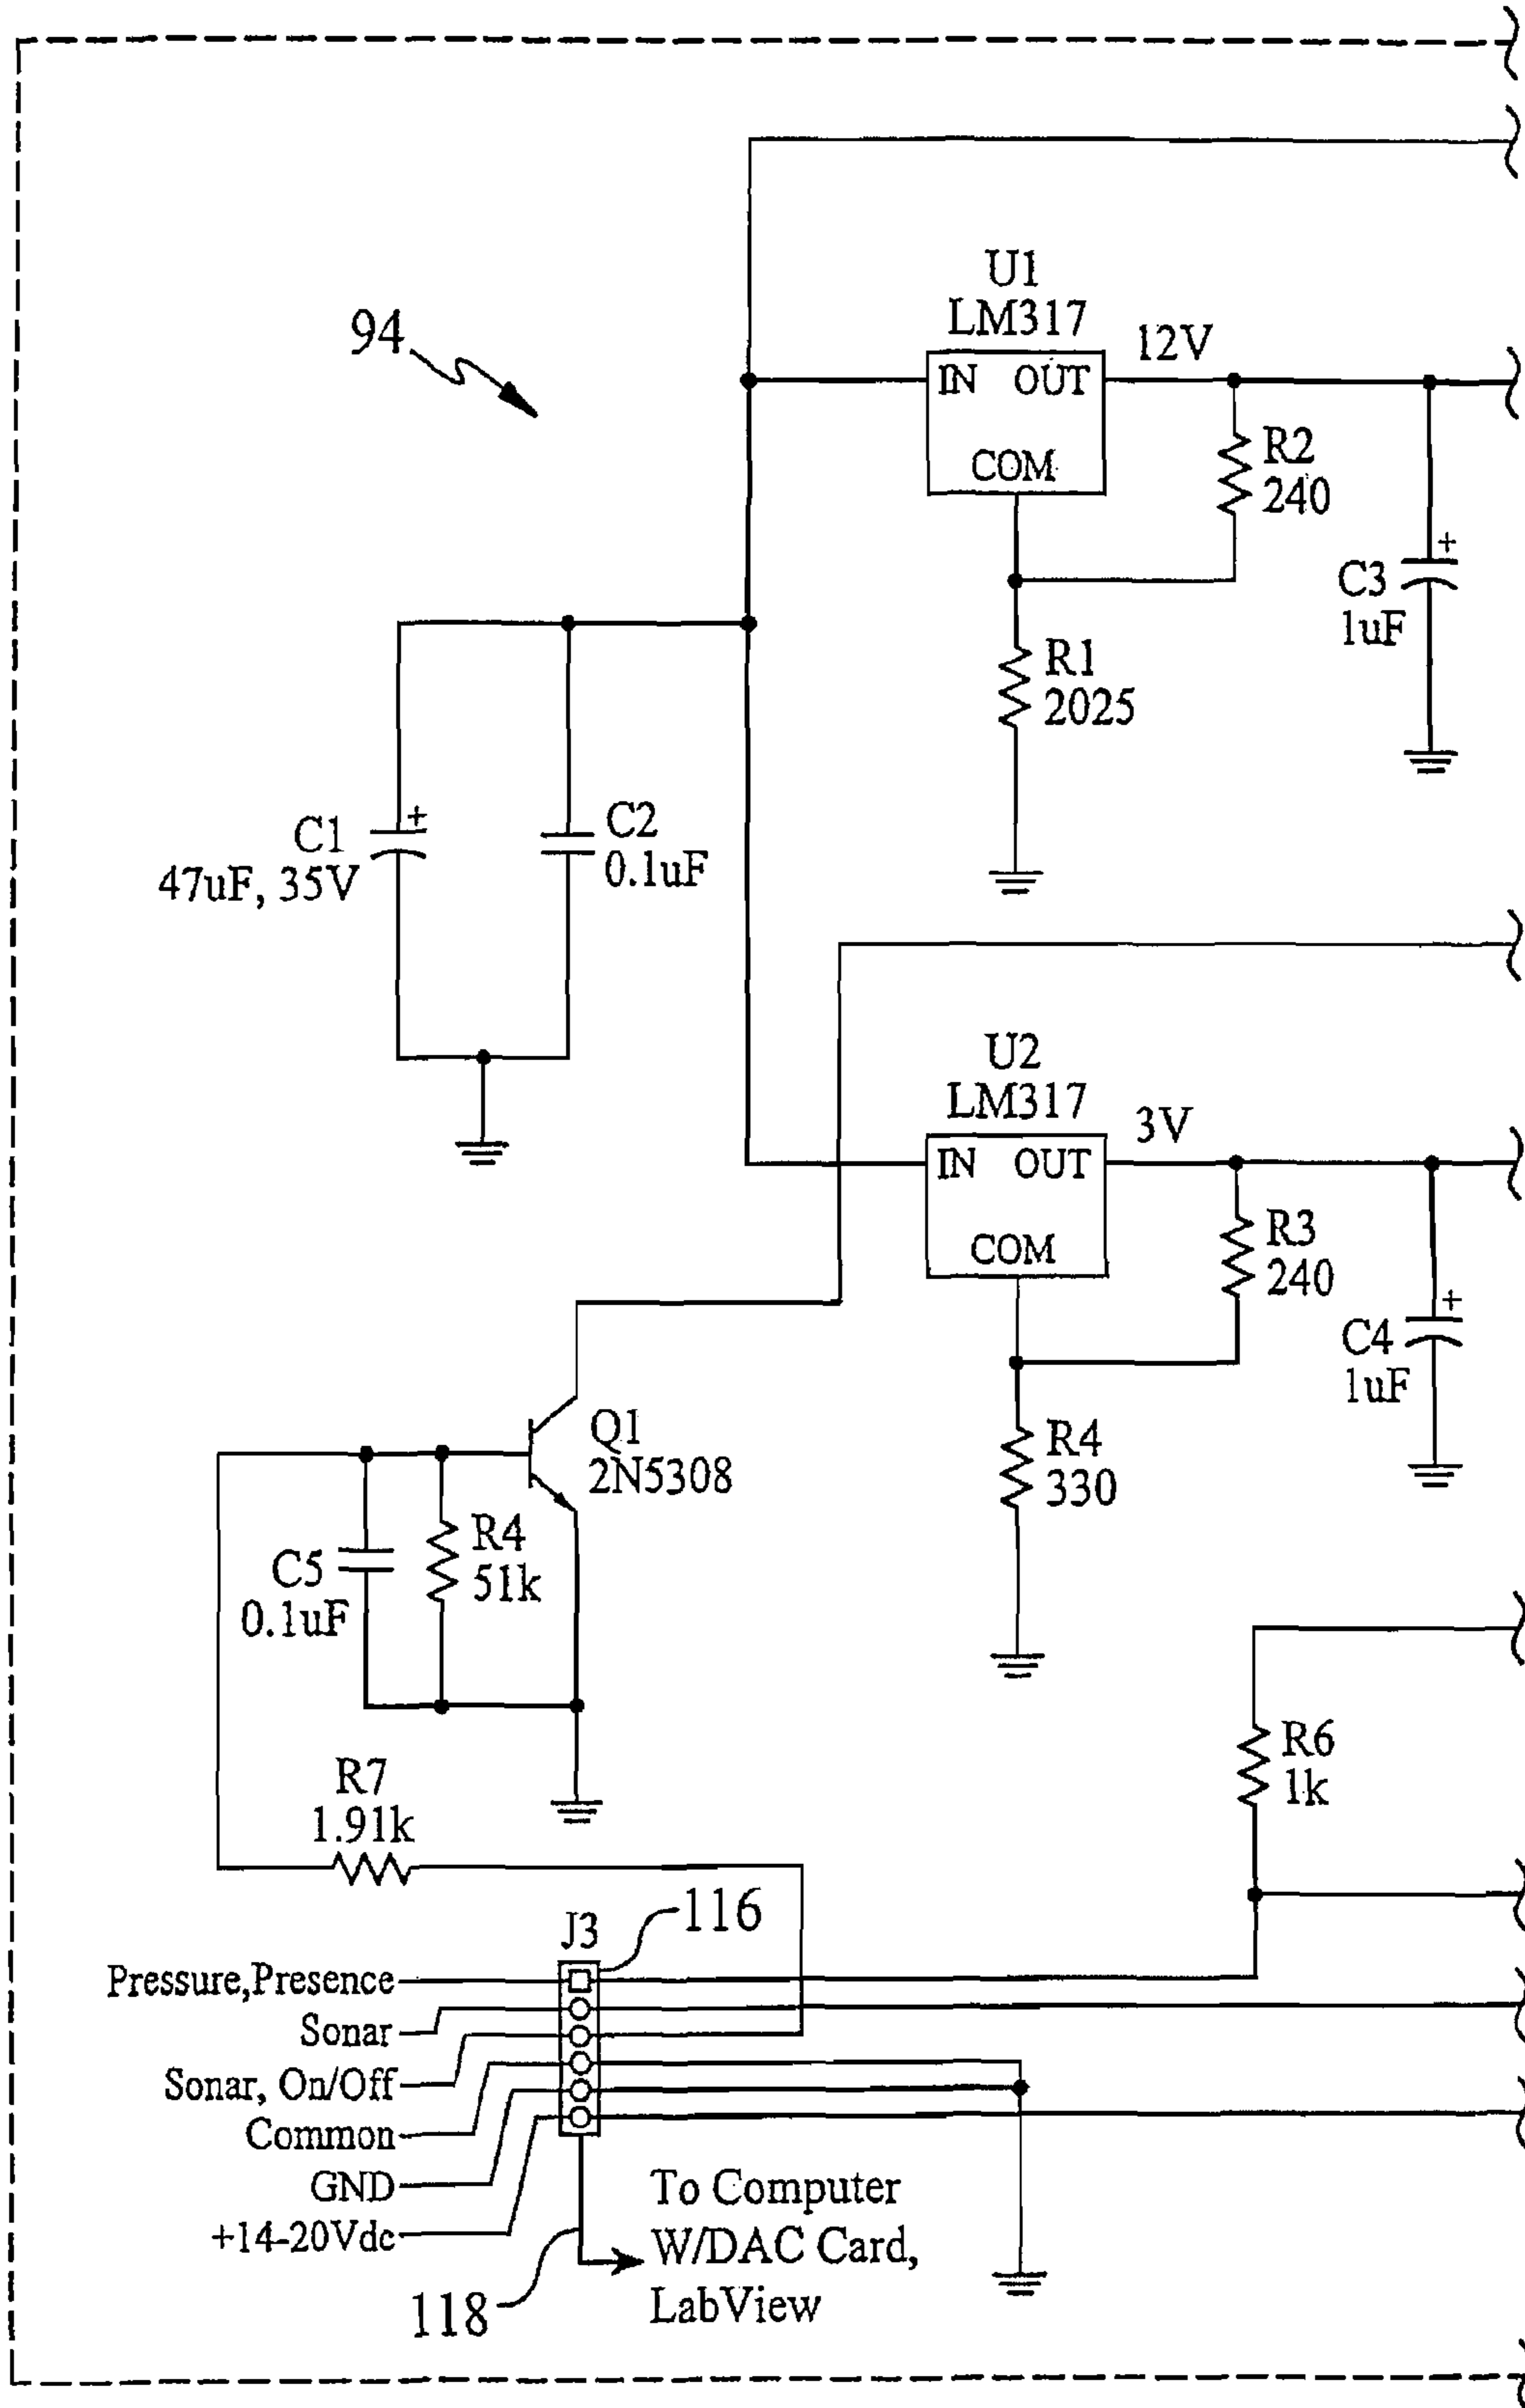 94
U1
LM317
12V
IN OUT
COM
R2
240
C3
+
1uF
R1
2025
C1
+
47uF, 35V
C2
0.1uF
U2
LM317
3V
IN OUT
COM
R3
240
C4
+
1uF
R4
330
Q1
2N5308
C5
0.1uF
R4
51k
R6
1k
R7
1.91k
J3
116
Pressure,Presence
Sonar
Sonar, On/Off
Common
GND
+14-20Vdc
118
To Computer
W/DAC Card,
LabView